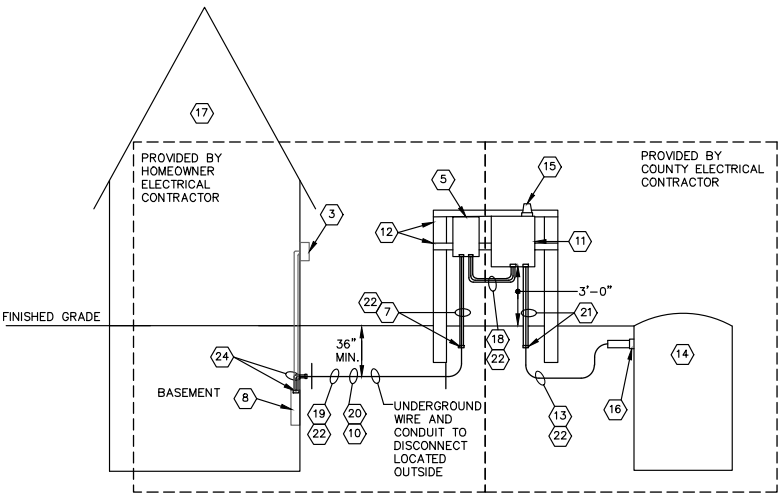 17
PROVIDED BY
HOMEOWNER
ELECTRICAL
CONTRACTOR
PROVIDED BY
COUNTY ELECTRICAL
CONTRACTOR
15
5
3
12
11
3'-0"
22
7
21
FINISHED GRADE
36"
MIN.
18
22
14
24
BASEMENT
8
16
19
22
20
10
UNDERGROUND
WIRE AND
CONDUIT TO
DISCONNECT
LOCATED
OUTSIDE
13
22